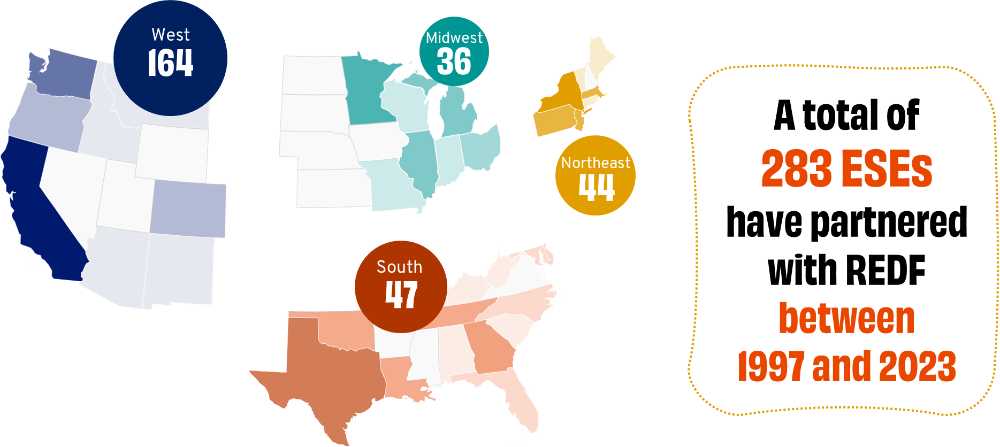 West
164
Midwest
36
Northeast
44
South
47
A total of
283 ESEs
have partnered
with REDF
between
1997 and 2023